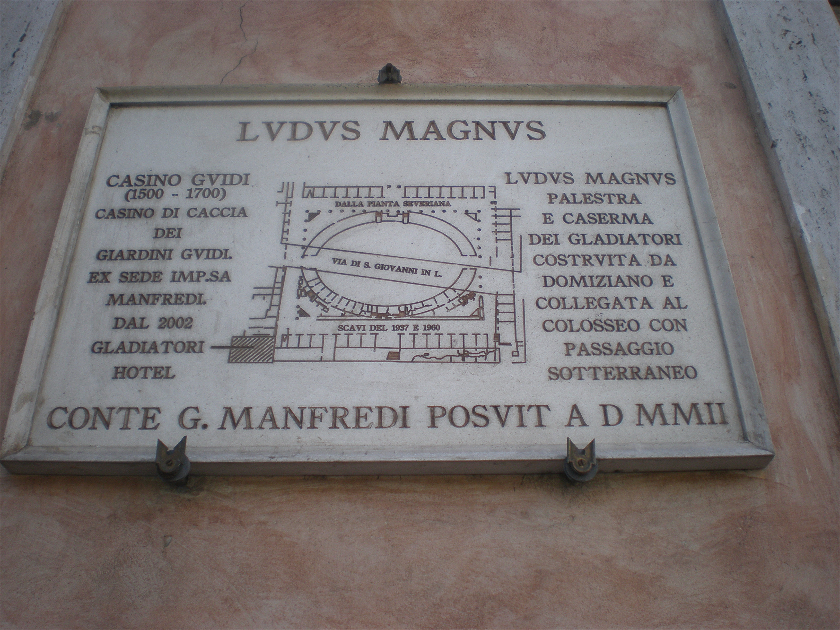 LVDVS MAGNVS
CASINO GVIDI
(1500 - 1700)
CASINO DI CACCIA
DEI
GIARDINI GVIDI.
EX SEDE IMP.SA
MANFREDI.
DAL 2002
GLADIATORI
HOTEL
DALLA PIANTA SEVERIANA
VIA DI S. GIOVANNI IN L.
SCAVI DEL 1937 E 1960
LVDVS MAGNVS
PALESTRA
E CASERMA
DEI GLADIATORI
COSTRVITA DA
DOMIZIANO E
COLLEGATA AL
COLOSSEO CON
PASSAGGIO
SOTTERRANEO
CONTE G. MANFREDI POSVIT A D MMII